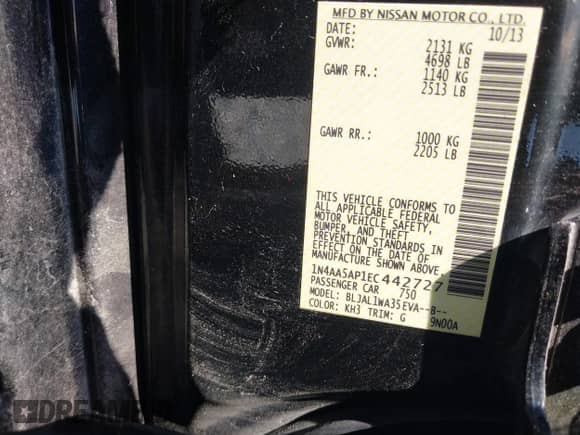 MFD BY NISSAN MOTOR CO., LTD.
DATE: 10/13
GVWR: 2131 KG
4698 LB
GAWR FR.: 1140 KG
2513 LB
GAWR RR.: 1000 KG
2205 LB
THIS VEHICLE CONFORMS TO
ALL APPLICABLE FEDERAL
MOTOR VEHICLE SAFETY,
BUMPER, AND THEFT
PREVENTION STANDARDS IN
EFFECT ON THE DATE OF
MANUFACTURE SHOWN ABOVE.
1N4AA5AP1EC442727
PASSENGER CAR 750
MODEL: BLJAL1WA35EVA--B--
COLOR: KH3 TRIM: G 9N00A